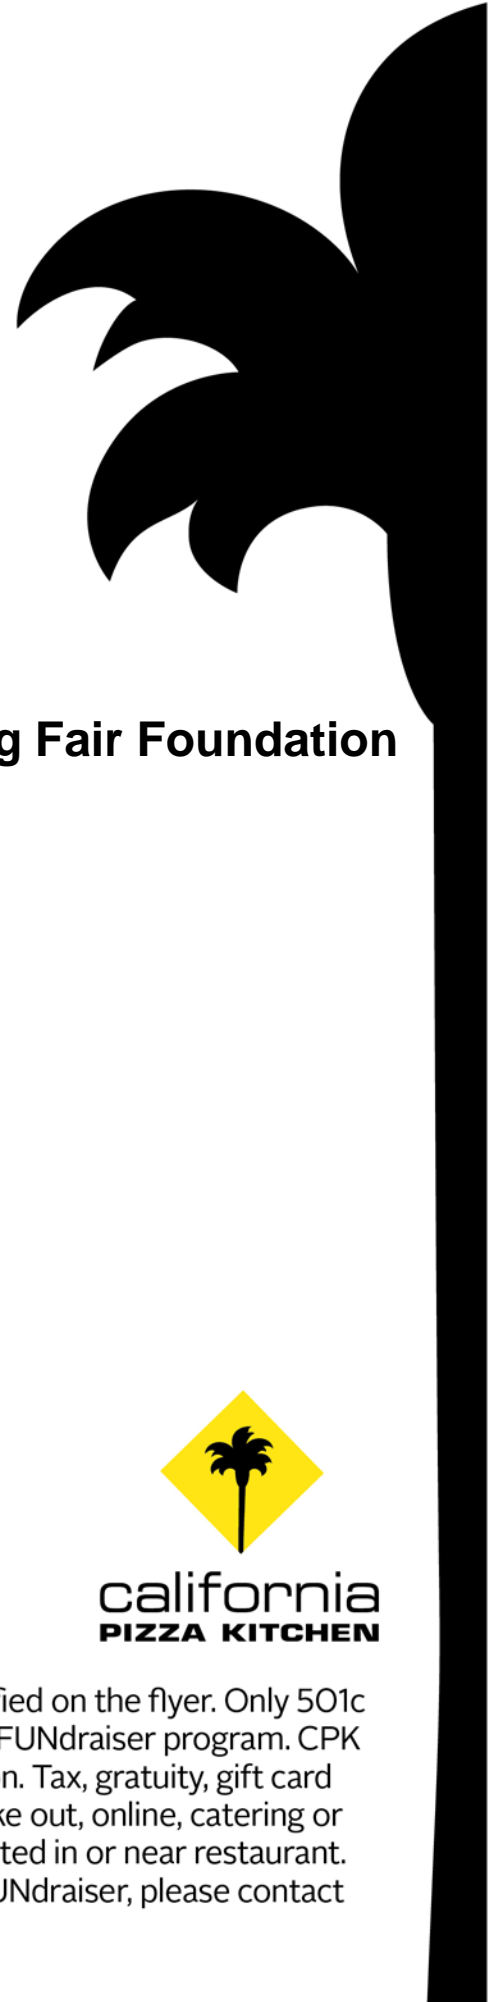 g Fair Foundation
california
PIZZA KITCHEN
fied on the flyer. Only 501c
FUNdraiser program. CPK
n. Tax, gratuity, gift card
ke out, online, catering or
ted in or near restaurant.
UNdraiser, please contact